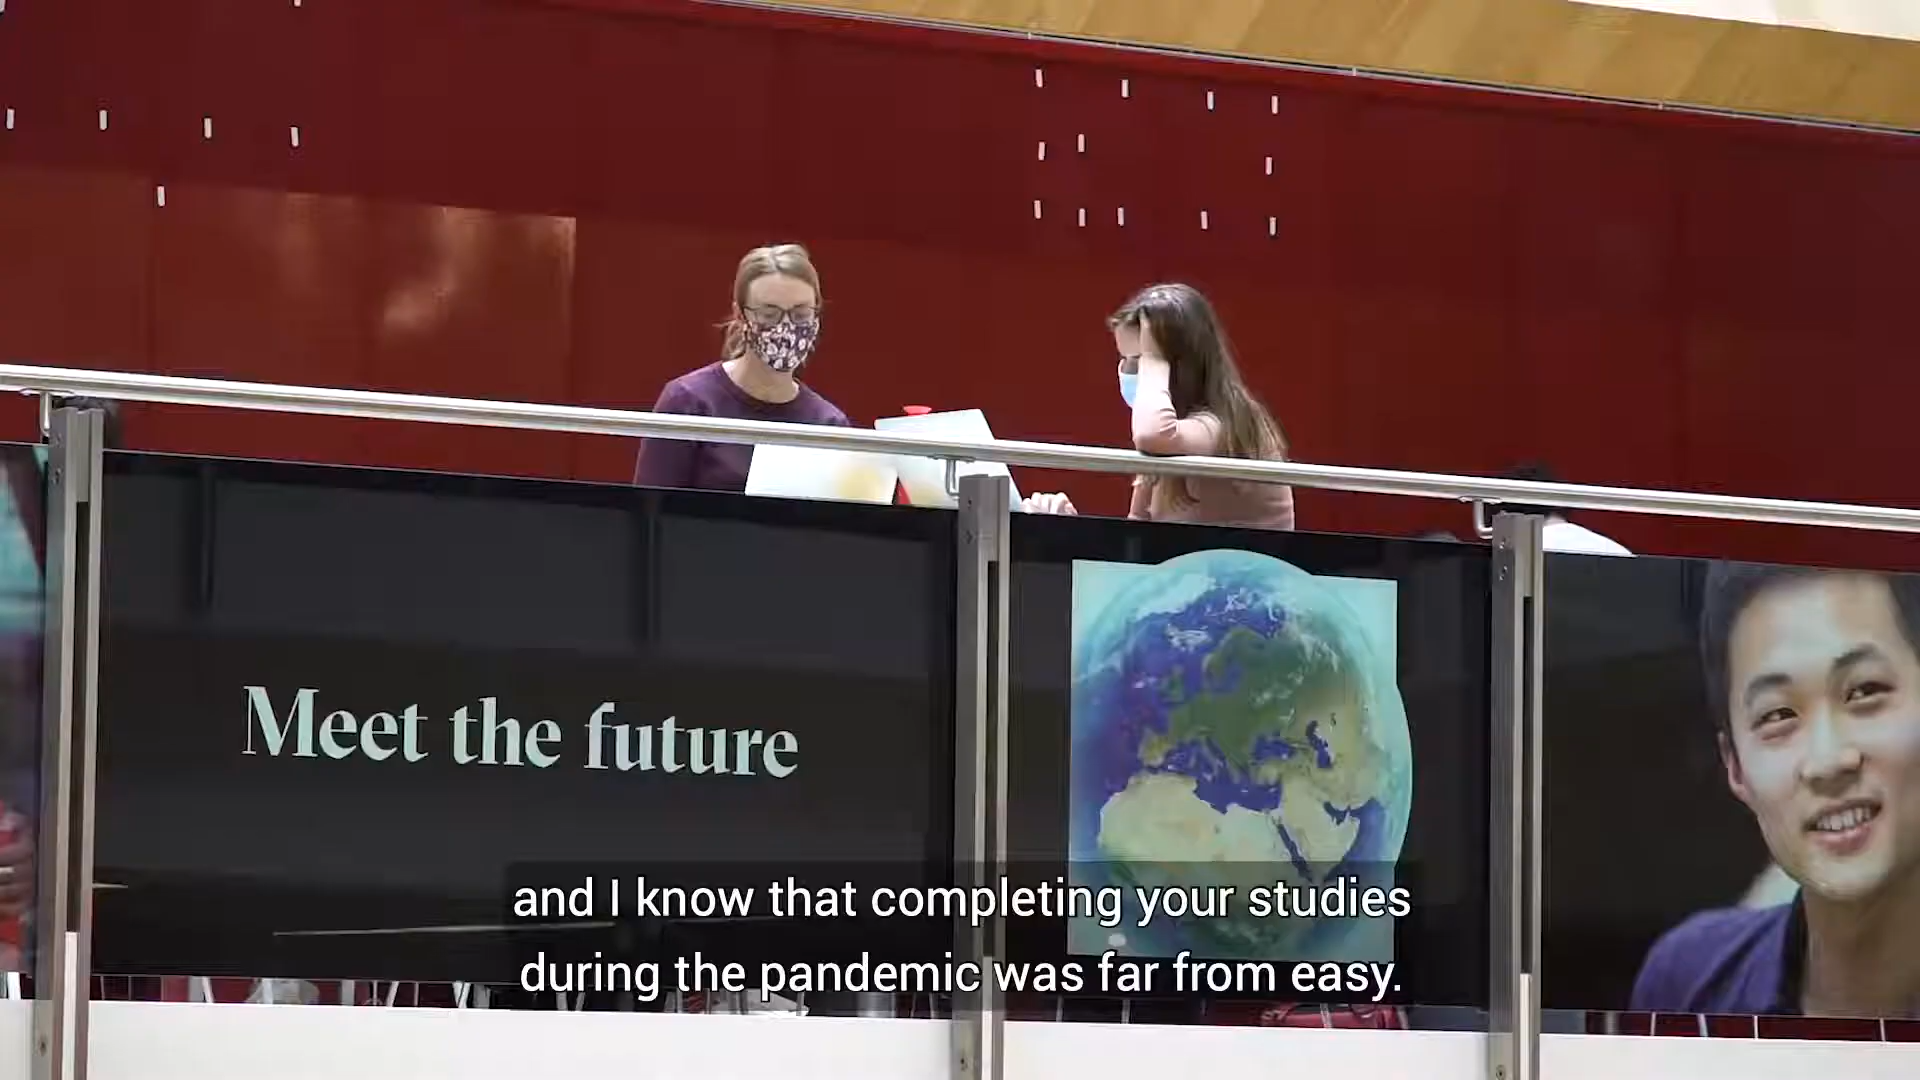 Meet the future
and I know that completing your studies
during the pandemic was far from easy.